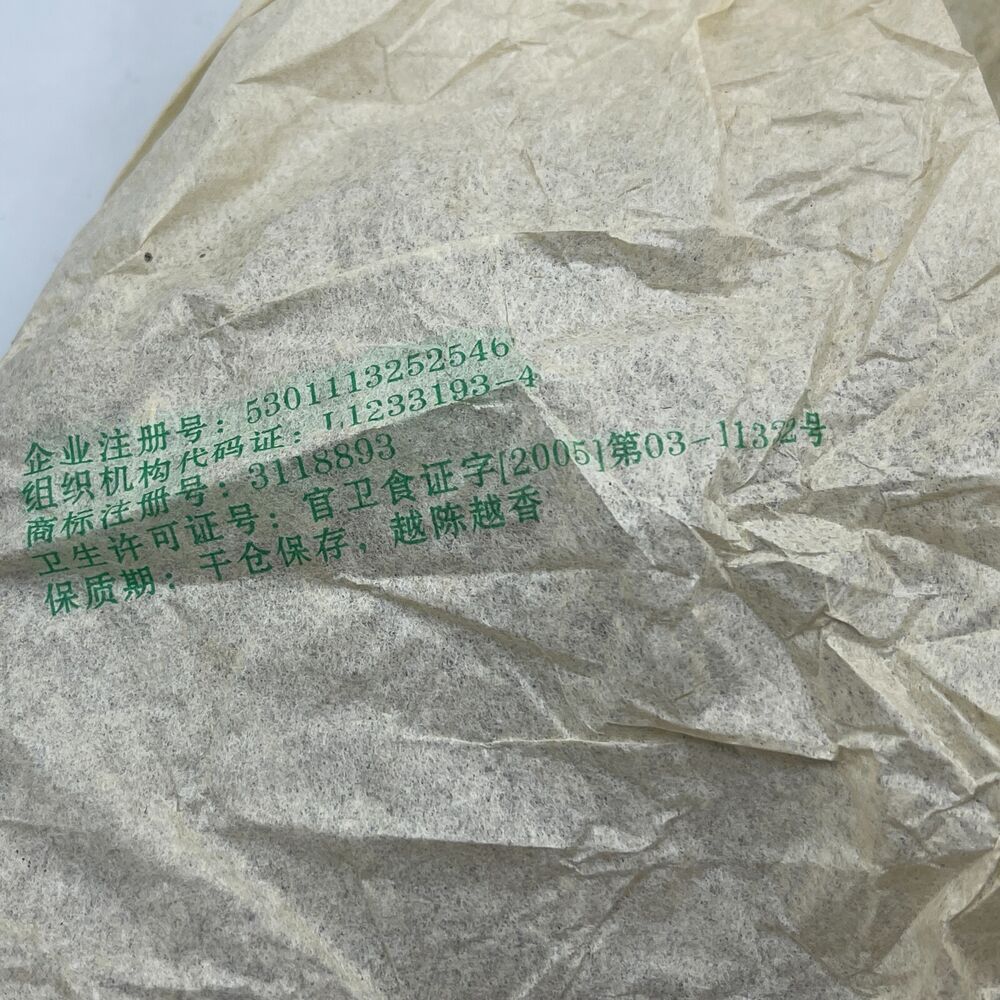 企业注册号：5301113252546
组织机构代码证：L1233193-4
商标注册号：3118893
卫生许可证号：官卫食证字[2005]第03-1132号
保质期：干仓保存，越陈越香